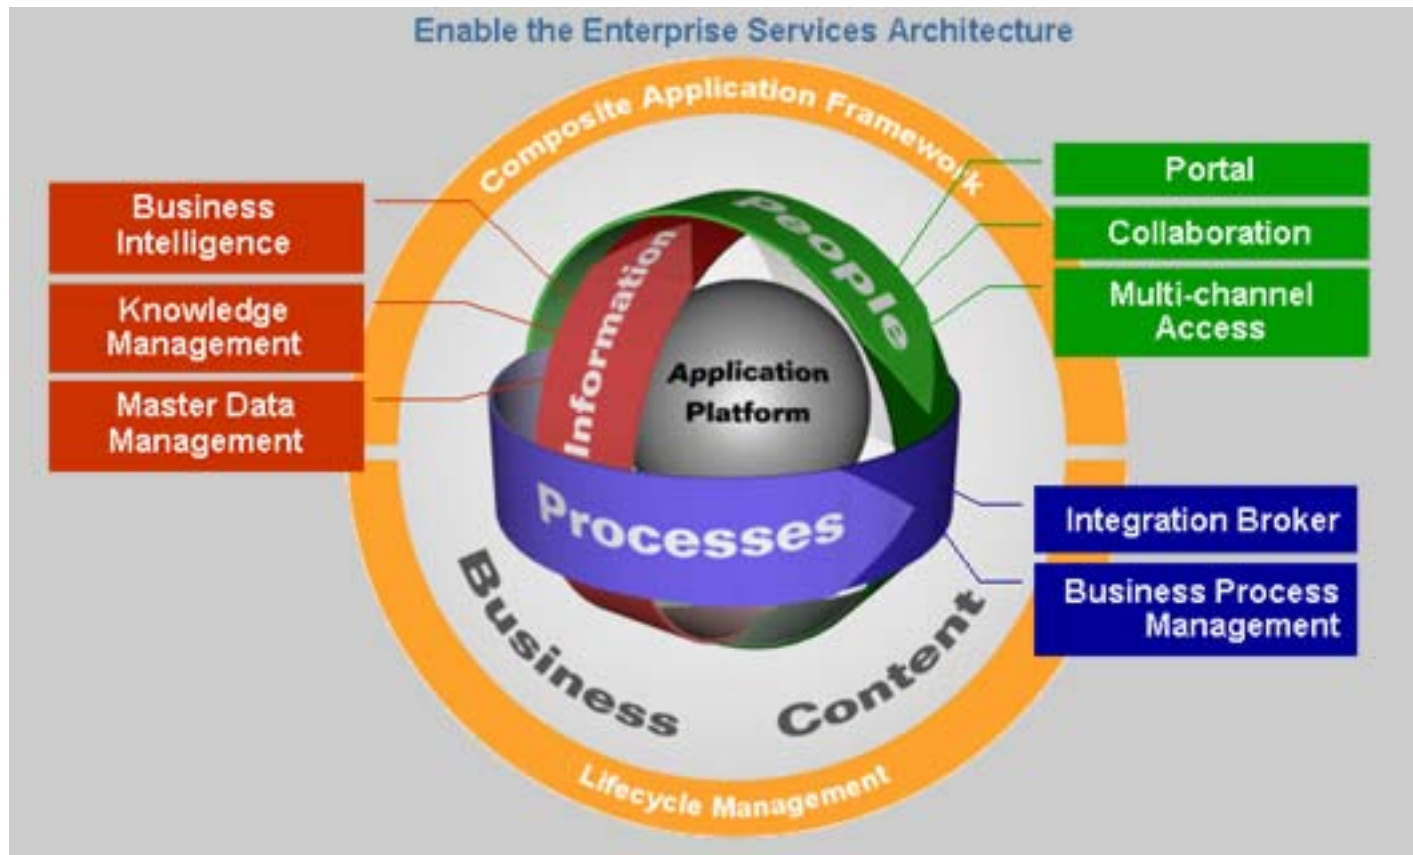 Enable the Enterprise Services Architecture
Composite Application Framework
Business
Intelligence
Knowledge
Management
Master Data
Management
People
Information
Application
Platform
Processes
Portal
Collaboration
Multi-channel
Access
Integration Broker
Business Process
Management
Business Content
Lifecycle Management